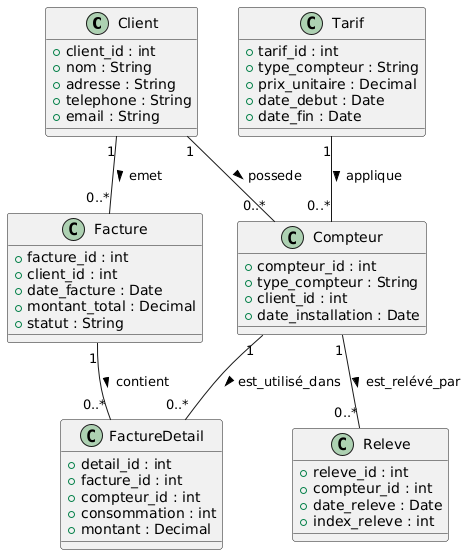 C Client
+ client_id : int
+ nom : String
+ adresse : String
+ telephone : String
+ email : String
C Tarif
+ tarif_id : int
+ type_compteur : String
+ prix_unitaire : Decimal
+ date_debut : Date
+ date_fin : Date
1
1
1
emet
possede
applique
0..*
0..*
0..*
C Facture
+ facture_id : int
+ client_id : int
+ date_facture : Date
+ montant_total : Decimal
+ statut : String
C Compteur
+ compteur_id : int
+ type_compteur : String
+ client_id : int
+ date_installation : Date
1
1
1
contient
est_utilisé_dans
est_rélévé_par
0..*
0..*
0..*
C FactureDetail
+ detail_id : int
+ facture_id : int
+ compteur_id : int
+ consommation : int
+ montant : Decimal
C Releve
+ releve_id : int
+ compteur_id : int
+ date_releve : Date
+ index_releve : int